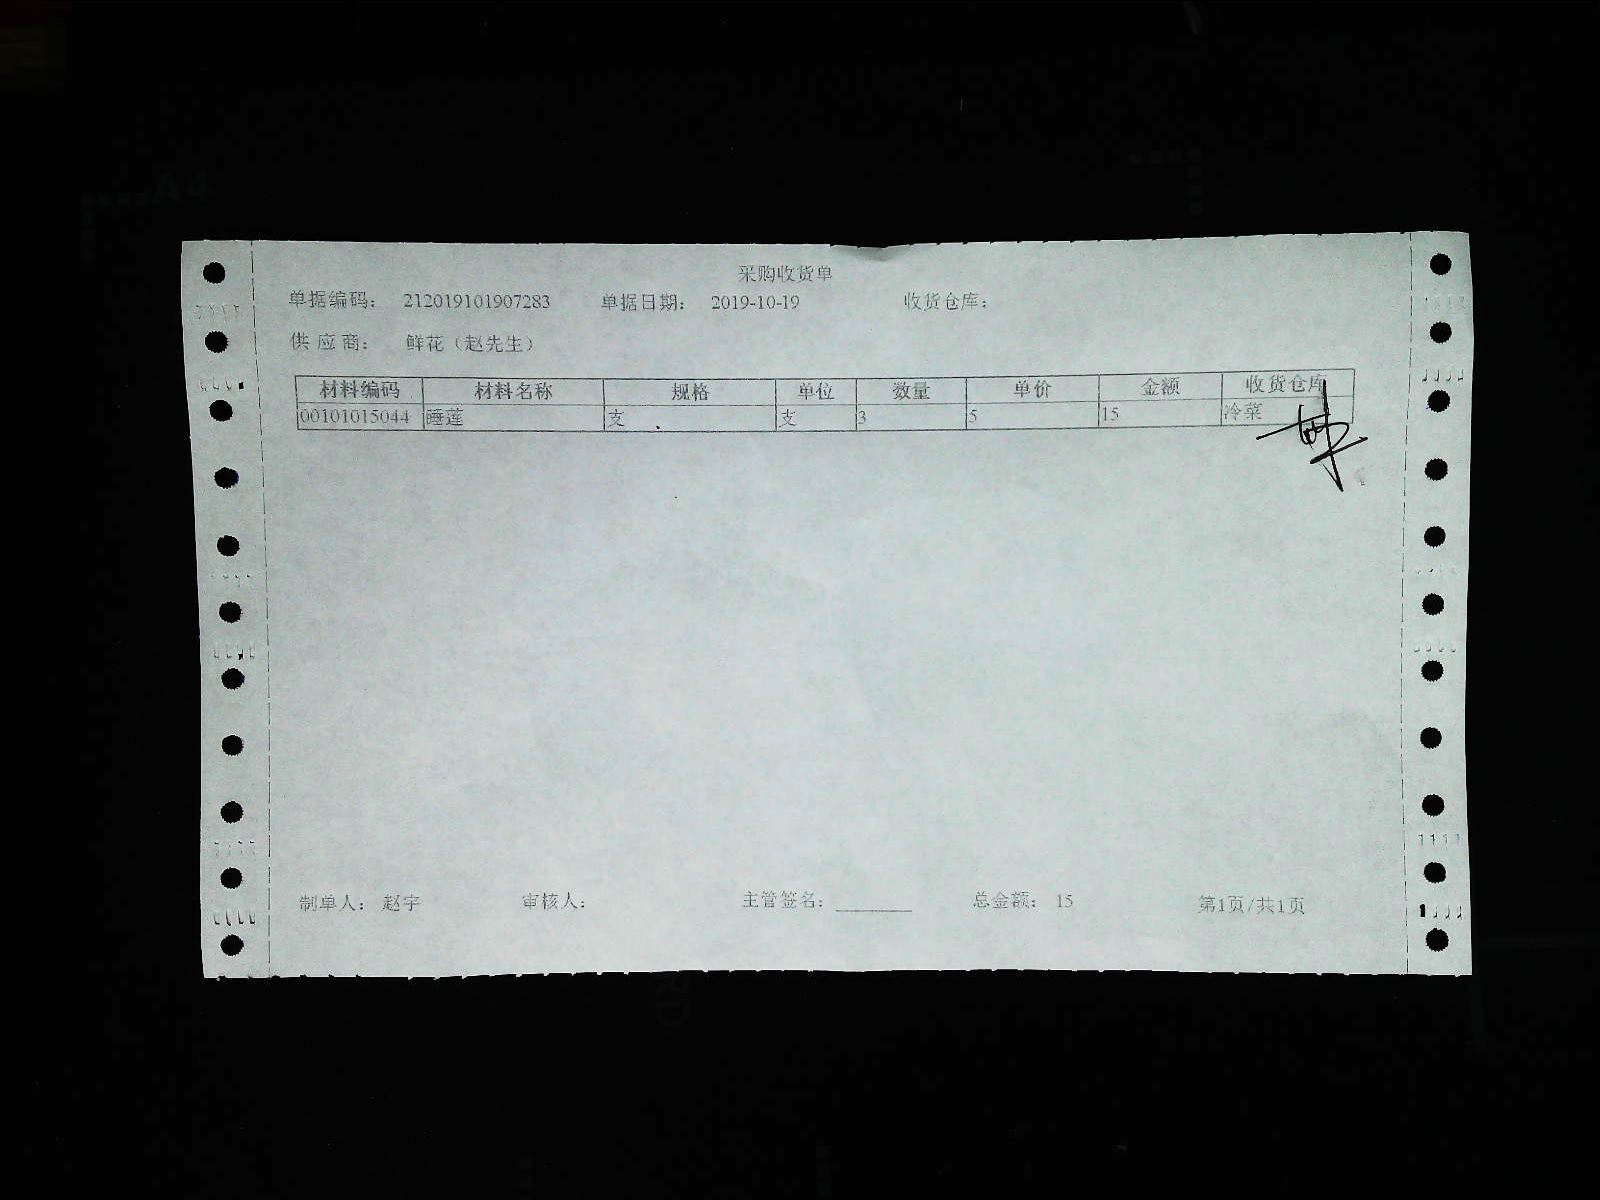 采购收货单
单据编码： 212019101907283 单据日期： 2019-10-19 收货仓库：
供应商： 鲜花（赵先生）
材料编码 材料名称 规格 单位 数量 单价 金额 收货仓库
00101015044 睡莲 支 支 3 5 15 冷菜
制单人： 赵宇 审核人： 主管签名： 总金额： 15 第1页/共1页
A4